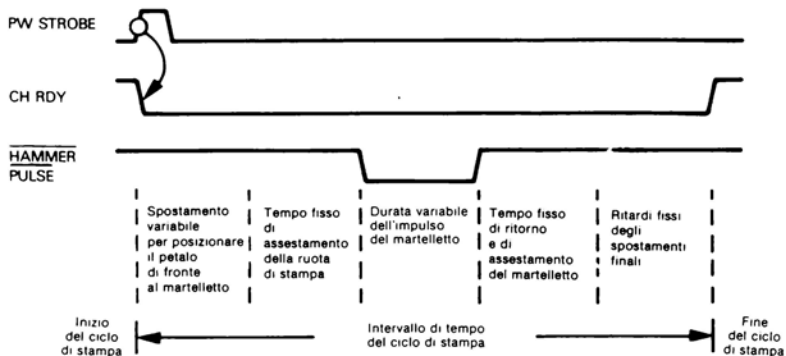 PW STROBE
CH RDY
HAMMER
PULSE
Spostamento
variabile
per posizionare
il petalo
di fronte
al martelletto
Tempo fisso
di
assestamento
della ruota
di stampa
Durata variabile
dell'impulso
del martelletto
Tempo fisso
di ritorno
e di
assestamento
del martelletto
Ritardi fissi
degli
spostamenti
finali
Inizio
del ciclo
di stampa
Intervallo di tempo
del ciclo di stampa
Fine
del ciclo
di stampa